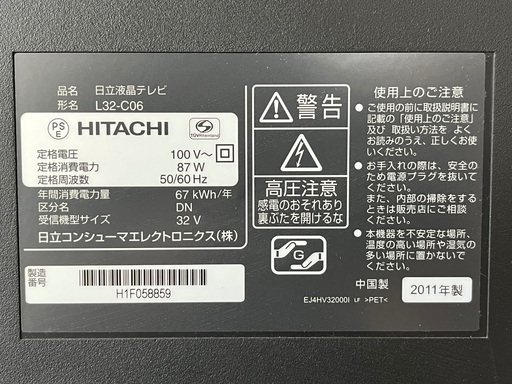 品名 日立液晶テレビ
形名 L32-C06
PS
E
HITACHI
TÜVRheinland
定格電圧 100 V～
定格消費電力 87 W
定格周波数 50/60 Hz
年間消費電力量 67 kWh/年
区分名 DN
受信機型サイズ 32 V
日立コンシューマエレクトロニクス(株)
製造
番号
H1F058859
警告
高圧注意
感電のおそれあり
裏ぶたを開けるな
G
使用上のご注意
●ご使用の前に取扱説明書に
記載の「使用上のご注意」
及び 取扱い方法を よく
お読みのうえ、正しくお使
いください。
●お手入れの際は、安全の
ため電源プラグを抜いて
ください。
また、内部の掃除をする
ときは販売店にご相談
ください。
●本機器を不安定な場所、
温度の高い場所や湿気の
多い場所に置かないで
ください。
中国製 2011年製
EJ4HV32000I LF >PET<